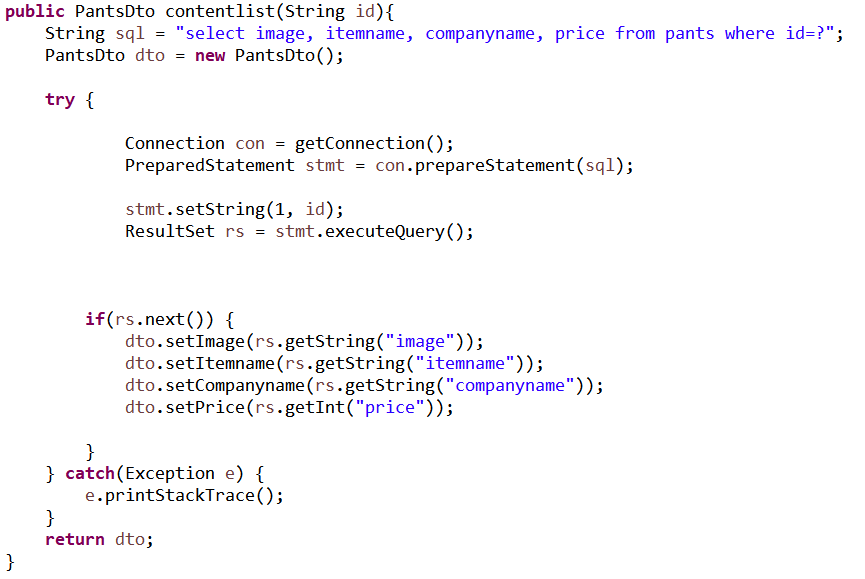 public PantsDto contentlist(String id){
String sql = "select image, itemname, companyname, price from pants where id=?";
PantsDto dto = new PantsDto();
try {
Connection con = getConnection();
PreparedStatement stmt = con.prepareStatement(sql);
stmt.setString(1, id);
ResultSet rs = stmt.executeQuery();
if(rs.next()) {
dto.setImage(rs.getString("image"));
dto.setItemname(rs.getString("itemname"));
dto.setCompanyname(rs.getString("companyname"));
dto.setPrice(rs.getInt("price"));
}
} catch(Exception e) {
e.printStackTrace();
}
return dto;
}